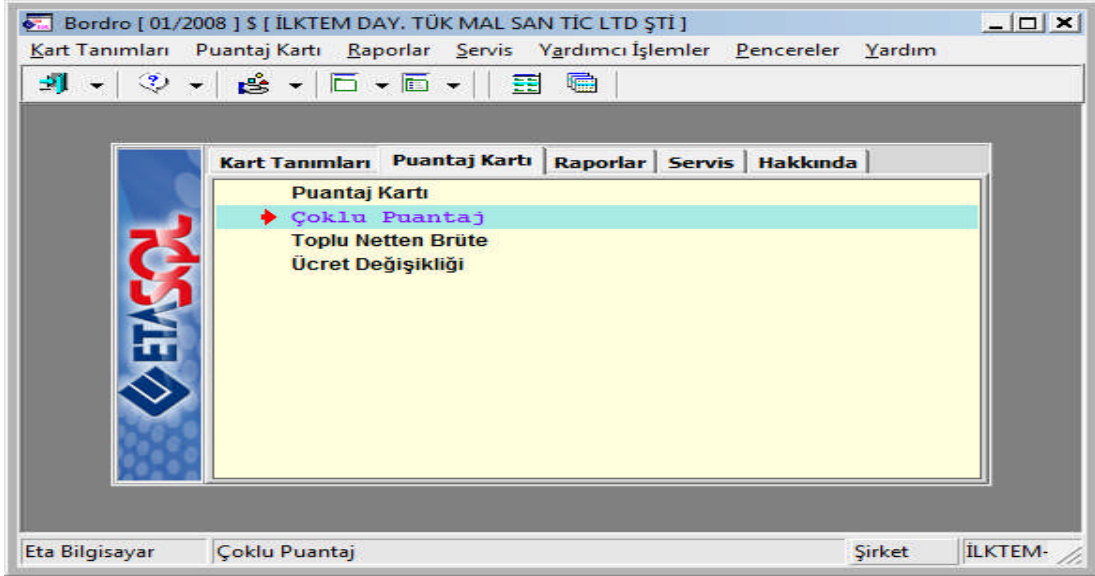 Bordro [ 01/2008 ] $ [ İLKTEM DAY. TÜK MAL SAN TİC LTD ŞTİ ]
Kart Tanımları Puantaj Kartı Raporlar Servis Yardımcı İşlemler Pencereler Yardım
Kart Tanımları Puantaj Kartı Raporlar Servis Hakkında
Puantaj Kartı
Çoklu Puantaj
Toplu Netten Brüte
Ücret Değişikliği
ETA V.8 SQL
Eta Bilgisayar Çoklu Puantaj Şirket İLKTEM-